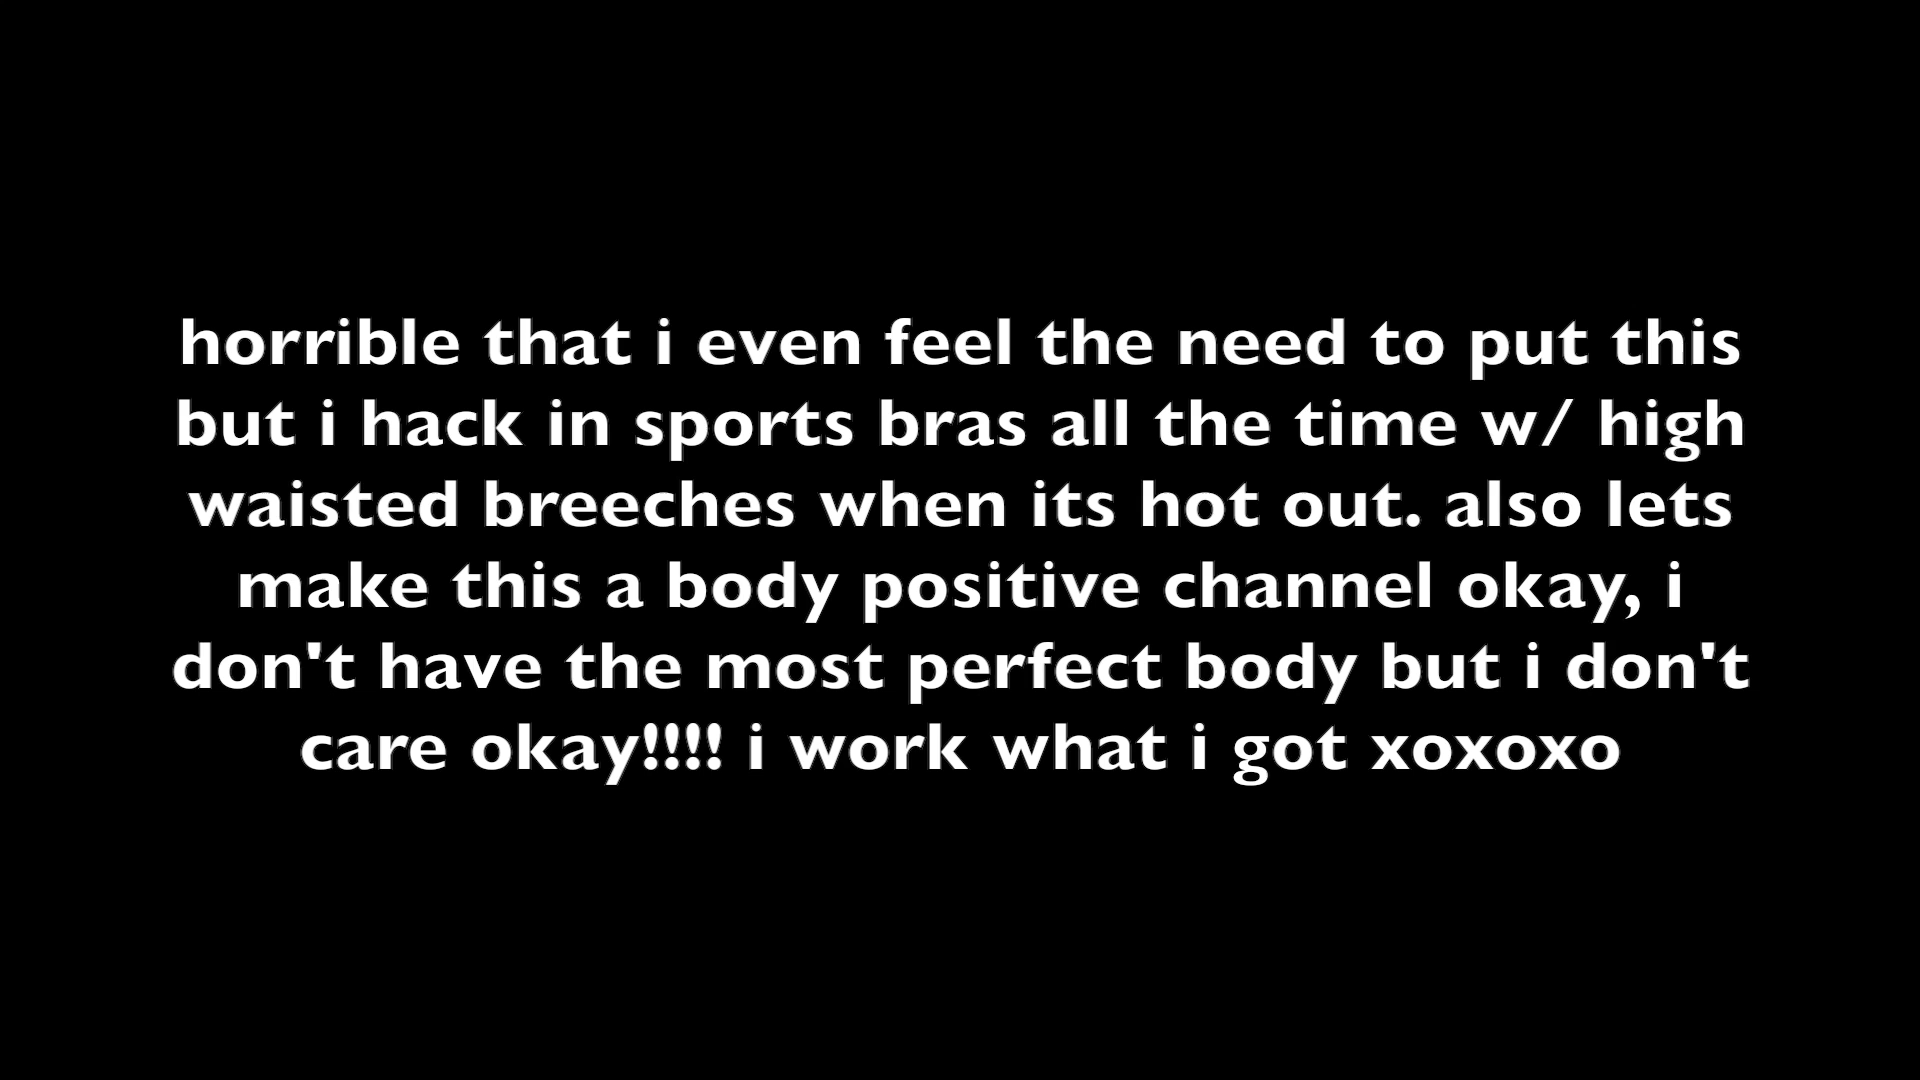 horrible that i even feel the need to put this
but i hack in sports bras all the time w/ high
waisted breeches when its hot out. also lets
make this a body positive channel okay, i
don't have the most perfect body but i don't
care okay!!!! i work what i got xoxoxo